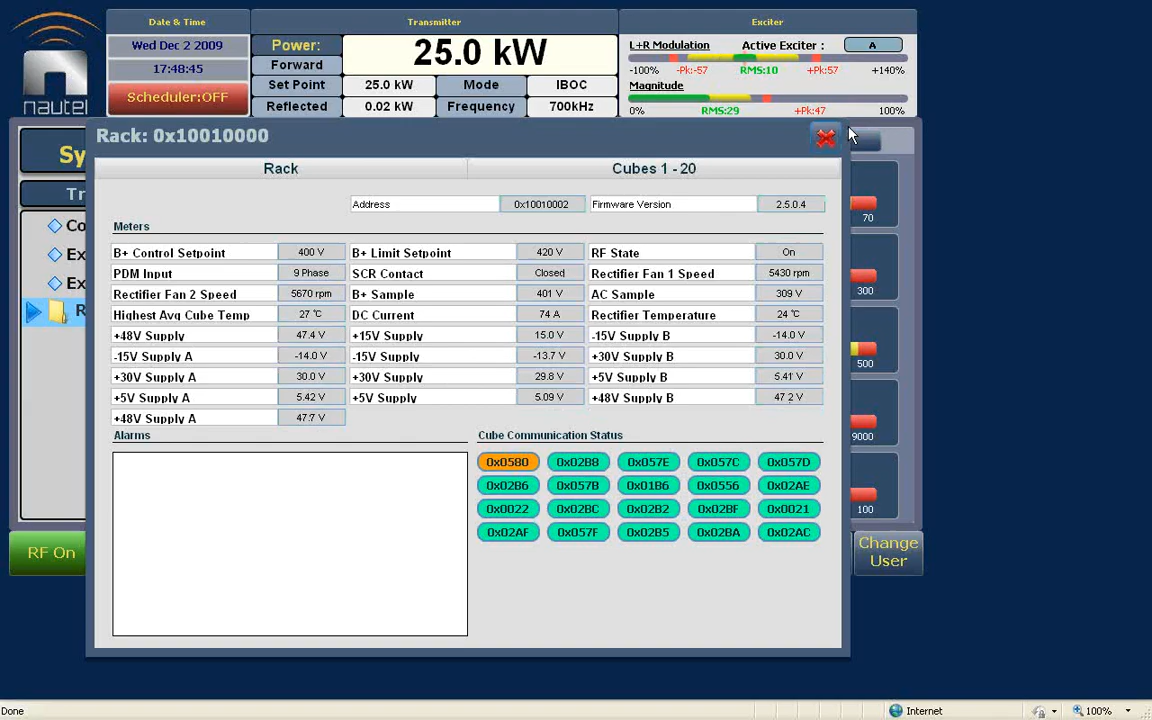 Date & Time
Transmitter
Exciter
Wed Dec 2 2009
17:48:45
Scheduler:OFF
nautel
Power: 25.0 kW
Forward
Set Point 25.0 kW Mode IBOC
Reflected 0.02 kW Frequency 700kHz
L+R Modulation Active Exciter : A
-100% -Pk:-57 RMS:10 +Pk:57 +140%
Magnitude
0% RMS:29 +Pk:47 100%
Sy
Tr
Co
Ex
Ex
R
Rack: 0x10010000
Rack Cubes 1 - 20
Address 0x10010002 Firmware Version 2.5.0.4
Meters
B+ Control Setpoint 400 V B+ Limit Setpoint 420 V RF State On
PDM Input 9 Phase SCR Contact Closed Rectifier Fan 1 Speed 5430 rpm
Rectifier Fan 2 Speed 5670 rpm B+ Sample 401 V AC Sample 309 V
Highest Avg Cube Temp 27 °C DC Current 74 A Rectifier Temperature 24 °C
+48V Supply 47.4 V +15V Supply 15.0 V -15V Supply B -14.0 V
-15V Supply A -14.0 V -15V Supply -13.7 V +30V Supply B 30.0 V
+30V Supply A 30.0 V +30V Supply 29.8 V +5V Supply B 5.41 V
+5V Supply A 5.42 V +5V Supply 5.09 V +48V Supply B 47.2 V
+48V Supply A 47.7 V
Alarms
Cube Communication Status
0x0580 0x02B8 0x057E 0x057C 0x057D
0x02B6 0x057B 0x01B6 0x0556 0x02AE
0x0022 0x02BC 0x02B2 0x02BF 0x0021
0x02AF 0x057F 0x02B5 0x02BA 0x02AC
70
300
500
9000
100
RF On
Change
User
Done
Internet
100%